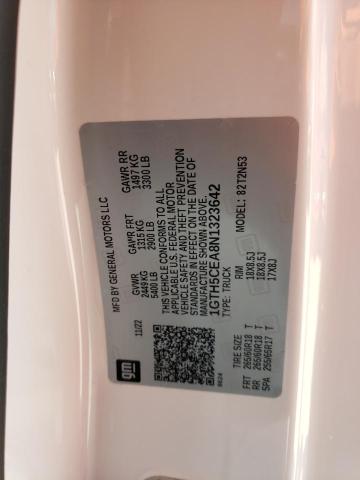 gm
MFD BY GENERAL MOTORS LLC
11/22
GVWR GAWR FRT GAWR RR
2449 KG 1315 KG 1497 KG
5400 LB 2900 LB 3300 LB
THIS VEHICLE CONFORMS TO ALL
APPLICABLE U.S. FEDERAL MOTOR
VEHICLE SAFETY AND THEFT PREVENTION
STANDARDS IN EFFECT ON THE DATE OF
MANUFACTURE SHOWN ABOVE.
1GTH5CEA8N1323642
TYPE: TRUCK MODEL: 82T2N53
8624
TIRE SIZE RIM
FRT 265/60R18 T 18X8.5J
RR 265/60R18 T 18X8.5J
SPA 255/65R17 T 17X8J